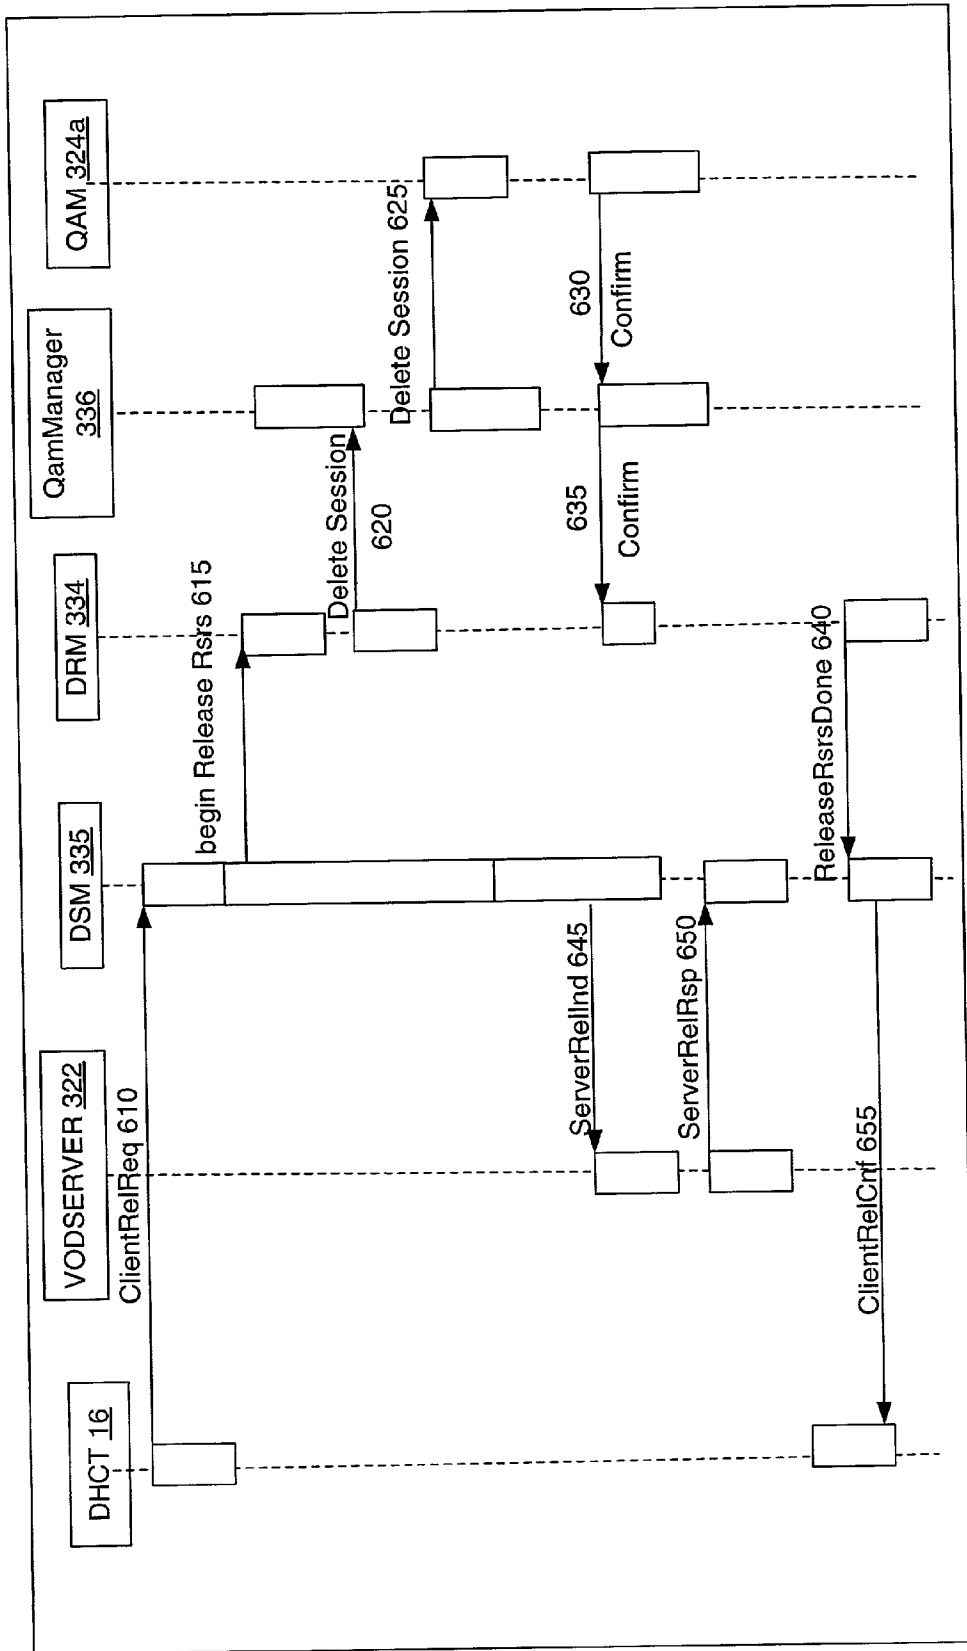 DHCT 16
VODSERVER 322
DSM 335
DRM 334
QamManager
336
QAM 324a
ClientRelReq 610
begin Release Rsrs 615
Delete Session
620
Delete Session 625
630
Confirm
635
Confirm
ServerRelInd 645
ServerRelRsp 650
ReleaseRsrsDone 640
ClientRelCnf 655